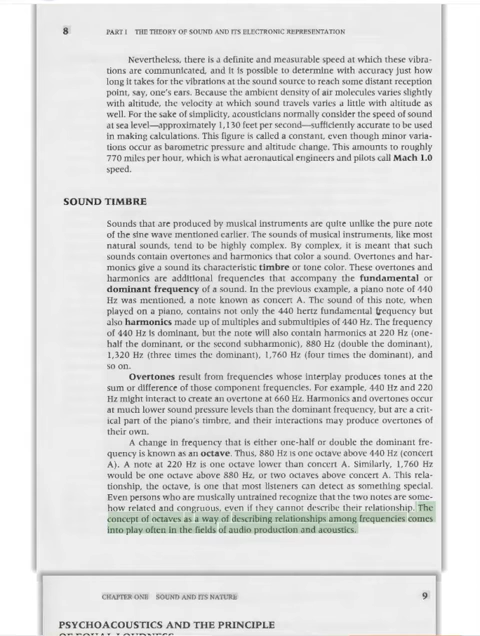 8 PART I THE THEORY OF SOUND AND ITS ELECTRONIC REPRESENTATION
Nevertheless, there is a definite and measurable speed at which these vibra-
tions are communicated, and it is possible to determine with accuracy just how
long it takes for the vibrations at the sound source to reach some distant reception
point, say, one's ears. Because the ambient density of air molecules varies slightly
with altitude, the velocity at which sound travels varies a little with altitude as
well. For the sake of simplicity, acousticians normally consider the speed of sound
at sea level—approximately 1,130 feet per second—sufficiently accurate to be used
in making calculations. This figure is called a constant, even though minor varia-
tions occur as barometric pressure and altitude change. This amounts to roughly
770 miles per hour, which is what aeronautical engineers and pilots call Mach 1.0
speed.
SOUND TIMBRE
Sounds that are produced by musical instruments are quite unlike the pure note
of the sine wave mentioned earlier. The sounds of musical instruments, like most
natural sounds, tend to be highly complex. By complex, it is meant that such
sounds contain overtones and harmonics that color a sound. Overtones and har-
monics give a sound its characteristic timbre or tone color. These overtones and
harmonics are additional frequencies that accompany the fundamental or
dominant frequency of a sound. In the previous example, a piano note of 440
Hz was mentioned, a note known as concert A. The sound of this note, when
played on a piano, contains not only the 440 hertz fundamental frequency but
also harmonics made up of multiples and submultiples of 440 Hz. The frequency
of 440 Hz is dominant, but the note will also contain harmonics at 220 Hz (one-
half the dominant, or the second subharmonic), 880 Hz (double the dominant),
1,320 Hz (three times the dominant), 1,760 Hz (four times the dominant), and
so on.
Overtones result from frequencies whose interplay produces tones at the
sum or difference of those component frequencies. For example, 440 Hz and 220
Hz might interact to create an overtone at 660 Hz. Harmonics and overtones occur
at much lower sound pressure levels than the dominant frequency, but are a crit-
ical part of the piano's timbre, and their interactions may produce overtones of
their own.
A change in frequency that is either one-half or double the dominant fre-
quency is known as an octave. Thus, 880 Hz is one octave above 440 Hz (concert
A). A note at 220 Hz is one octave lower than concert A. Similarly, 1,760 Hz
would be one octave above 880 Hz, or two octaves above concert A. This rela-
tionship, the octave, is one that most listeners can detect as something special.
Even persons who are musically untrained recognize that the two notes are some-
how related and congruous, even if they cannot describe their relationship. The
concept of octaves as a way of describing relationships among frequencies comes
into play often in the fields of audio production and acoustics.
CHAPTER ONE SOUND AND ITS NATURE 9
PSYCHOACOUSTICS AND THE PRINCIPLE
OF EQUAL LOUDNESS